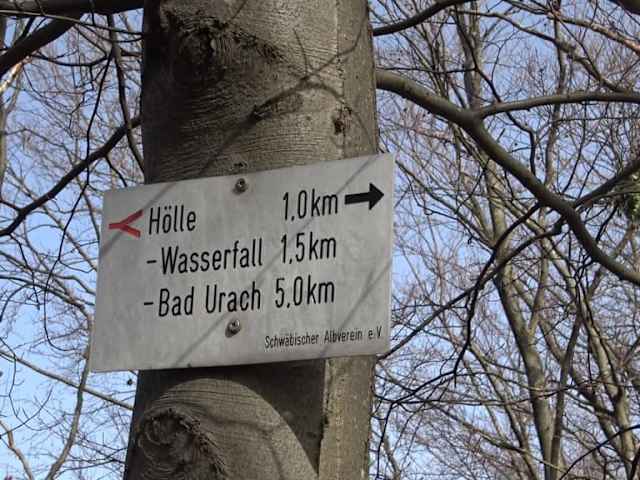 Hölle 1,0km
-Wasserfall 1,5km
-Bad Urach 5,0km
Schwäbischer Albverein e.V.